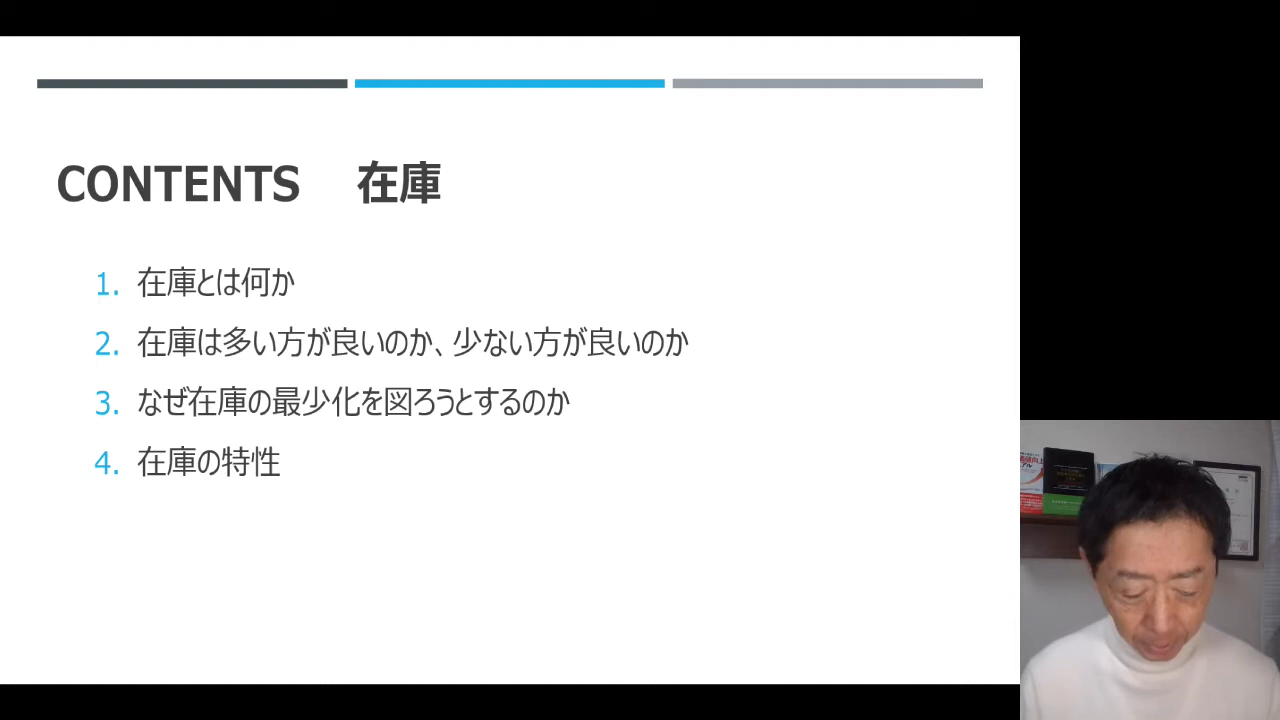 CONTENTS 在庫
1. 在庫とは何か
2. 在庫は多い方が良いのか、少ない方が良いのか
3. なぜ在庫の最少化を図ろうとするのか
4. 在庫の特性